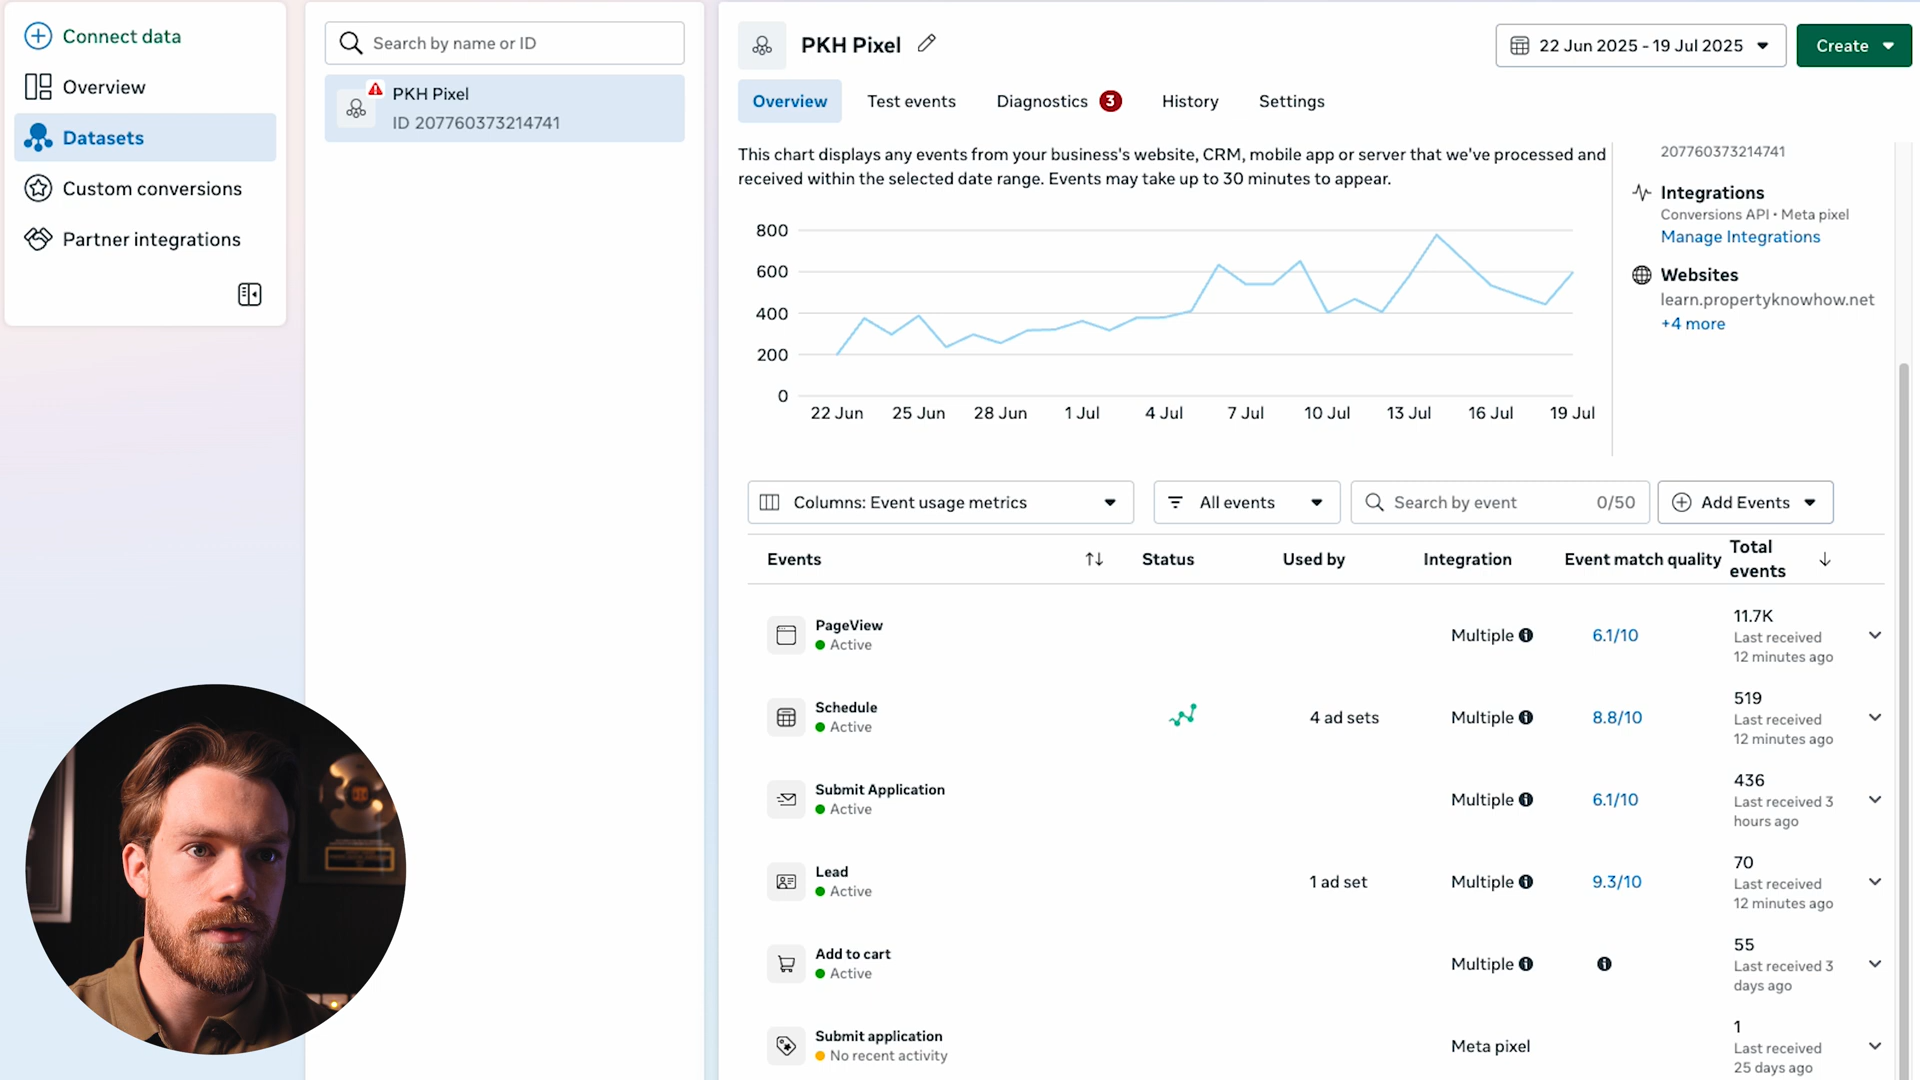 Connect data
Overview
Datasets
Custom conversions
Partner integrations
Search by name or ID
PKH Pixel
ID 207760373214741
PKH Pixel
22 Jun 2025 - 19 Jul 2025
Create
Overview
Test events
Diagnostics 3
History
Settings
This chart displays any events from your business's website, CRM, mobile app or server that we've processed and
received within the selected date range. Events may take up to 30 minutes to appear.
800
600
400
200
0
22 Jun
25 Jun
28 Jun
1 Jul
4 Jul
7 Jul
10 Jul
13 Jul
16 Jul
19 Jul
207760373214741
Integrations
Conversions API • Meta pixel
Manage Integrations
Websites
learn.propertyknowhow.net
+4 more
Columns: Event usage metrics
All events
Search by event 0/50
Add Events
Events
Status
Used by
Integration
Event match quality
Total
events
PageView
Active
Multiple
6.1/10
11.7K
Last received
12 minutes ago
Schedule
Active
4 ad sets
Multiple
8.8/10
519
Last received
12 minutes ago
Submit Application
Active
Multiple
6.1/10
436
Last received 3
hours ago
Lead
Active
1 ad set
Multiple
9.3/10
70
Last received
12 minutes ago
Add to cart
Active
Multiple
55
Last received 3
days ago
Submit application
No recent activity
Meta pixel
1
Last received
25 days ago